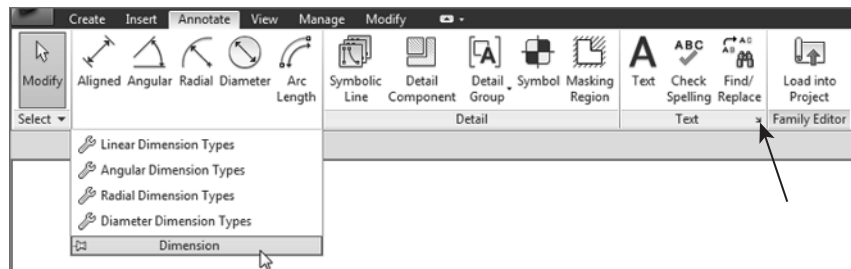 Create Insert Annotate View Manage Modify
Modify Aligned Angular Radial Diameter Arc Length Symbolic Line Detail Component Detail Group Symbol Masking Region Text Check Spelling Find/ Replace Load into Project
Select Detail Text Family Editor
Linear Dimension Types
Angular Dimension Types
Radial Dimension Types
Diameter Dimension Types
Dimension